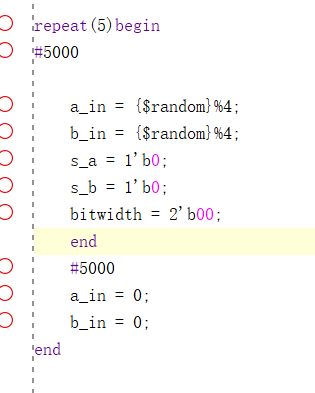 repeat(5)begin
#5000
a_in = {$random}%4;
b_in = {$random}%4;
s_a = 1'b0;
s_b = 1'b0;
bitwidth = 2'b00;
end
#5000
a_in = 0;
b_in = 0;
end